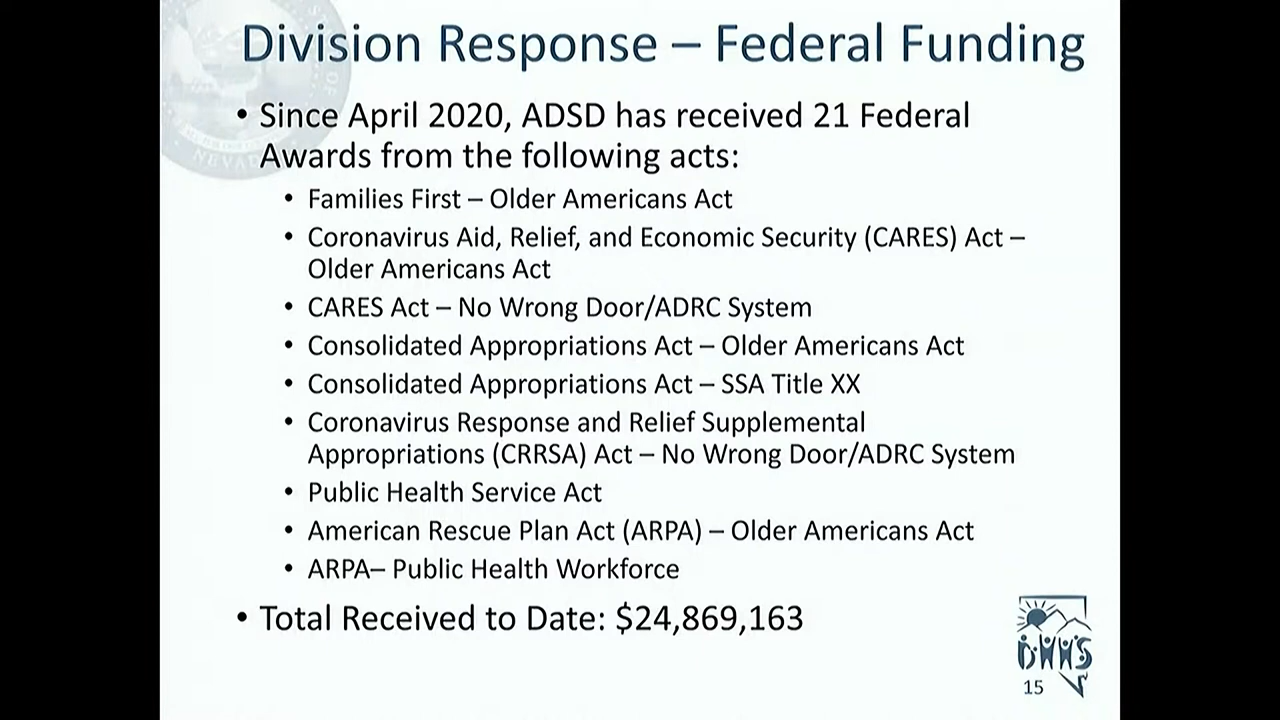 Division Response – Federal Funding
• Since April 2020, ADSD has received 21 Federal
Awards from the following acts:
• Families First – Older Americans Act
• Coronavirus Aid, Relief, and Economic Security (CARES) Act –
Older Americans Act
• CARES Act – No Wrong Door/ADRC System
• Consolidated Appropriations Act – Older Americans Act
• Consolidated Appropriations Act – SSA Title XX
• Coronavirus Response and Relief Supplemental
Appropriations (CRRSA) Act – No Wrong Door/ADRC System
• Public Health Service Act
• American Rescue Plan Act (ARPA) – Older Americans Act
• ARPA– Public Health Workforce
• Total Received to Date: $24,869,163
DHHS
15